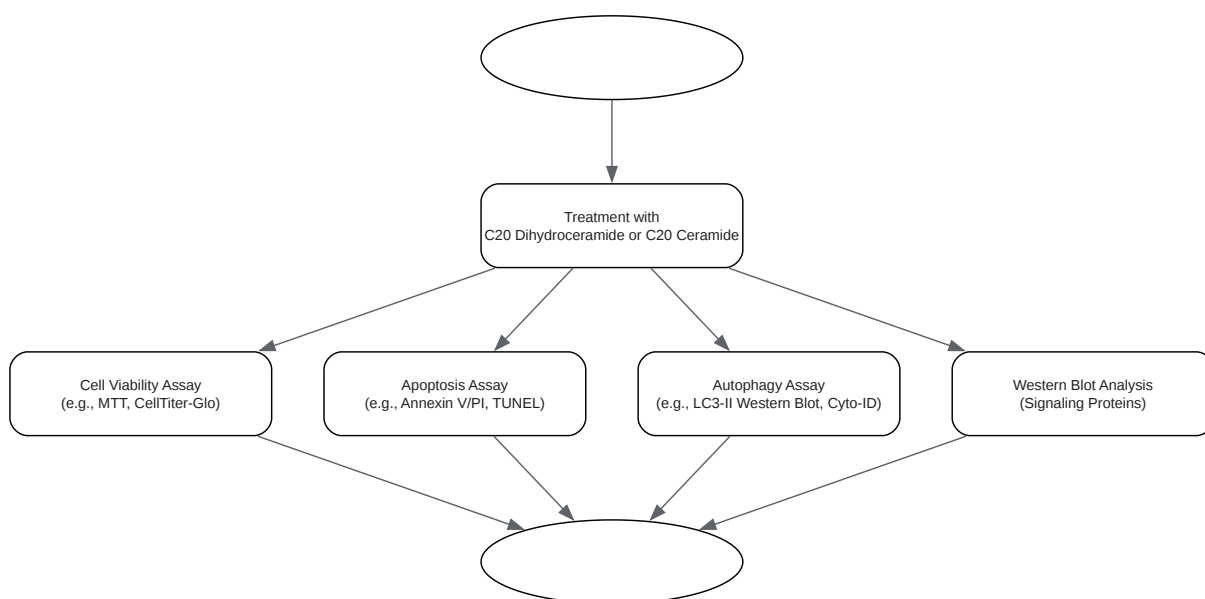 Treatment with
C20 Dihydroceramide or C20 Ceramide
Cell Viability Assay
(e.g., MTT, CellTiter-Glo)
Apoptosis Assay
(e.g., Annexin V/PI, TUNEL)
Autophagy Assay
(e.g., LC3-II Western Blot, Cyto-ID)
Western Blot Analysis
(Signaling Proteins)